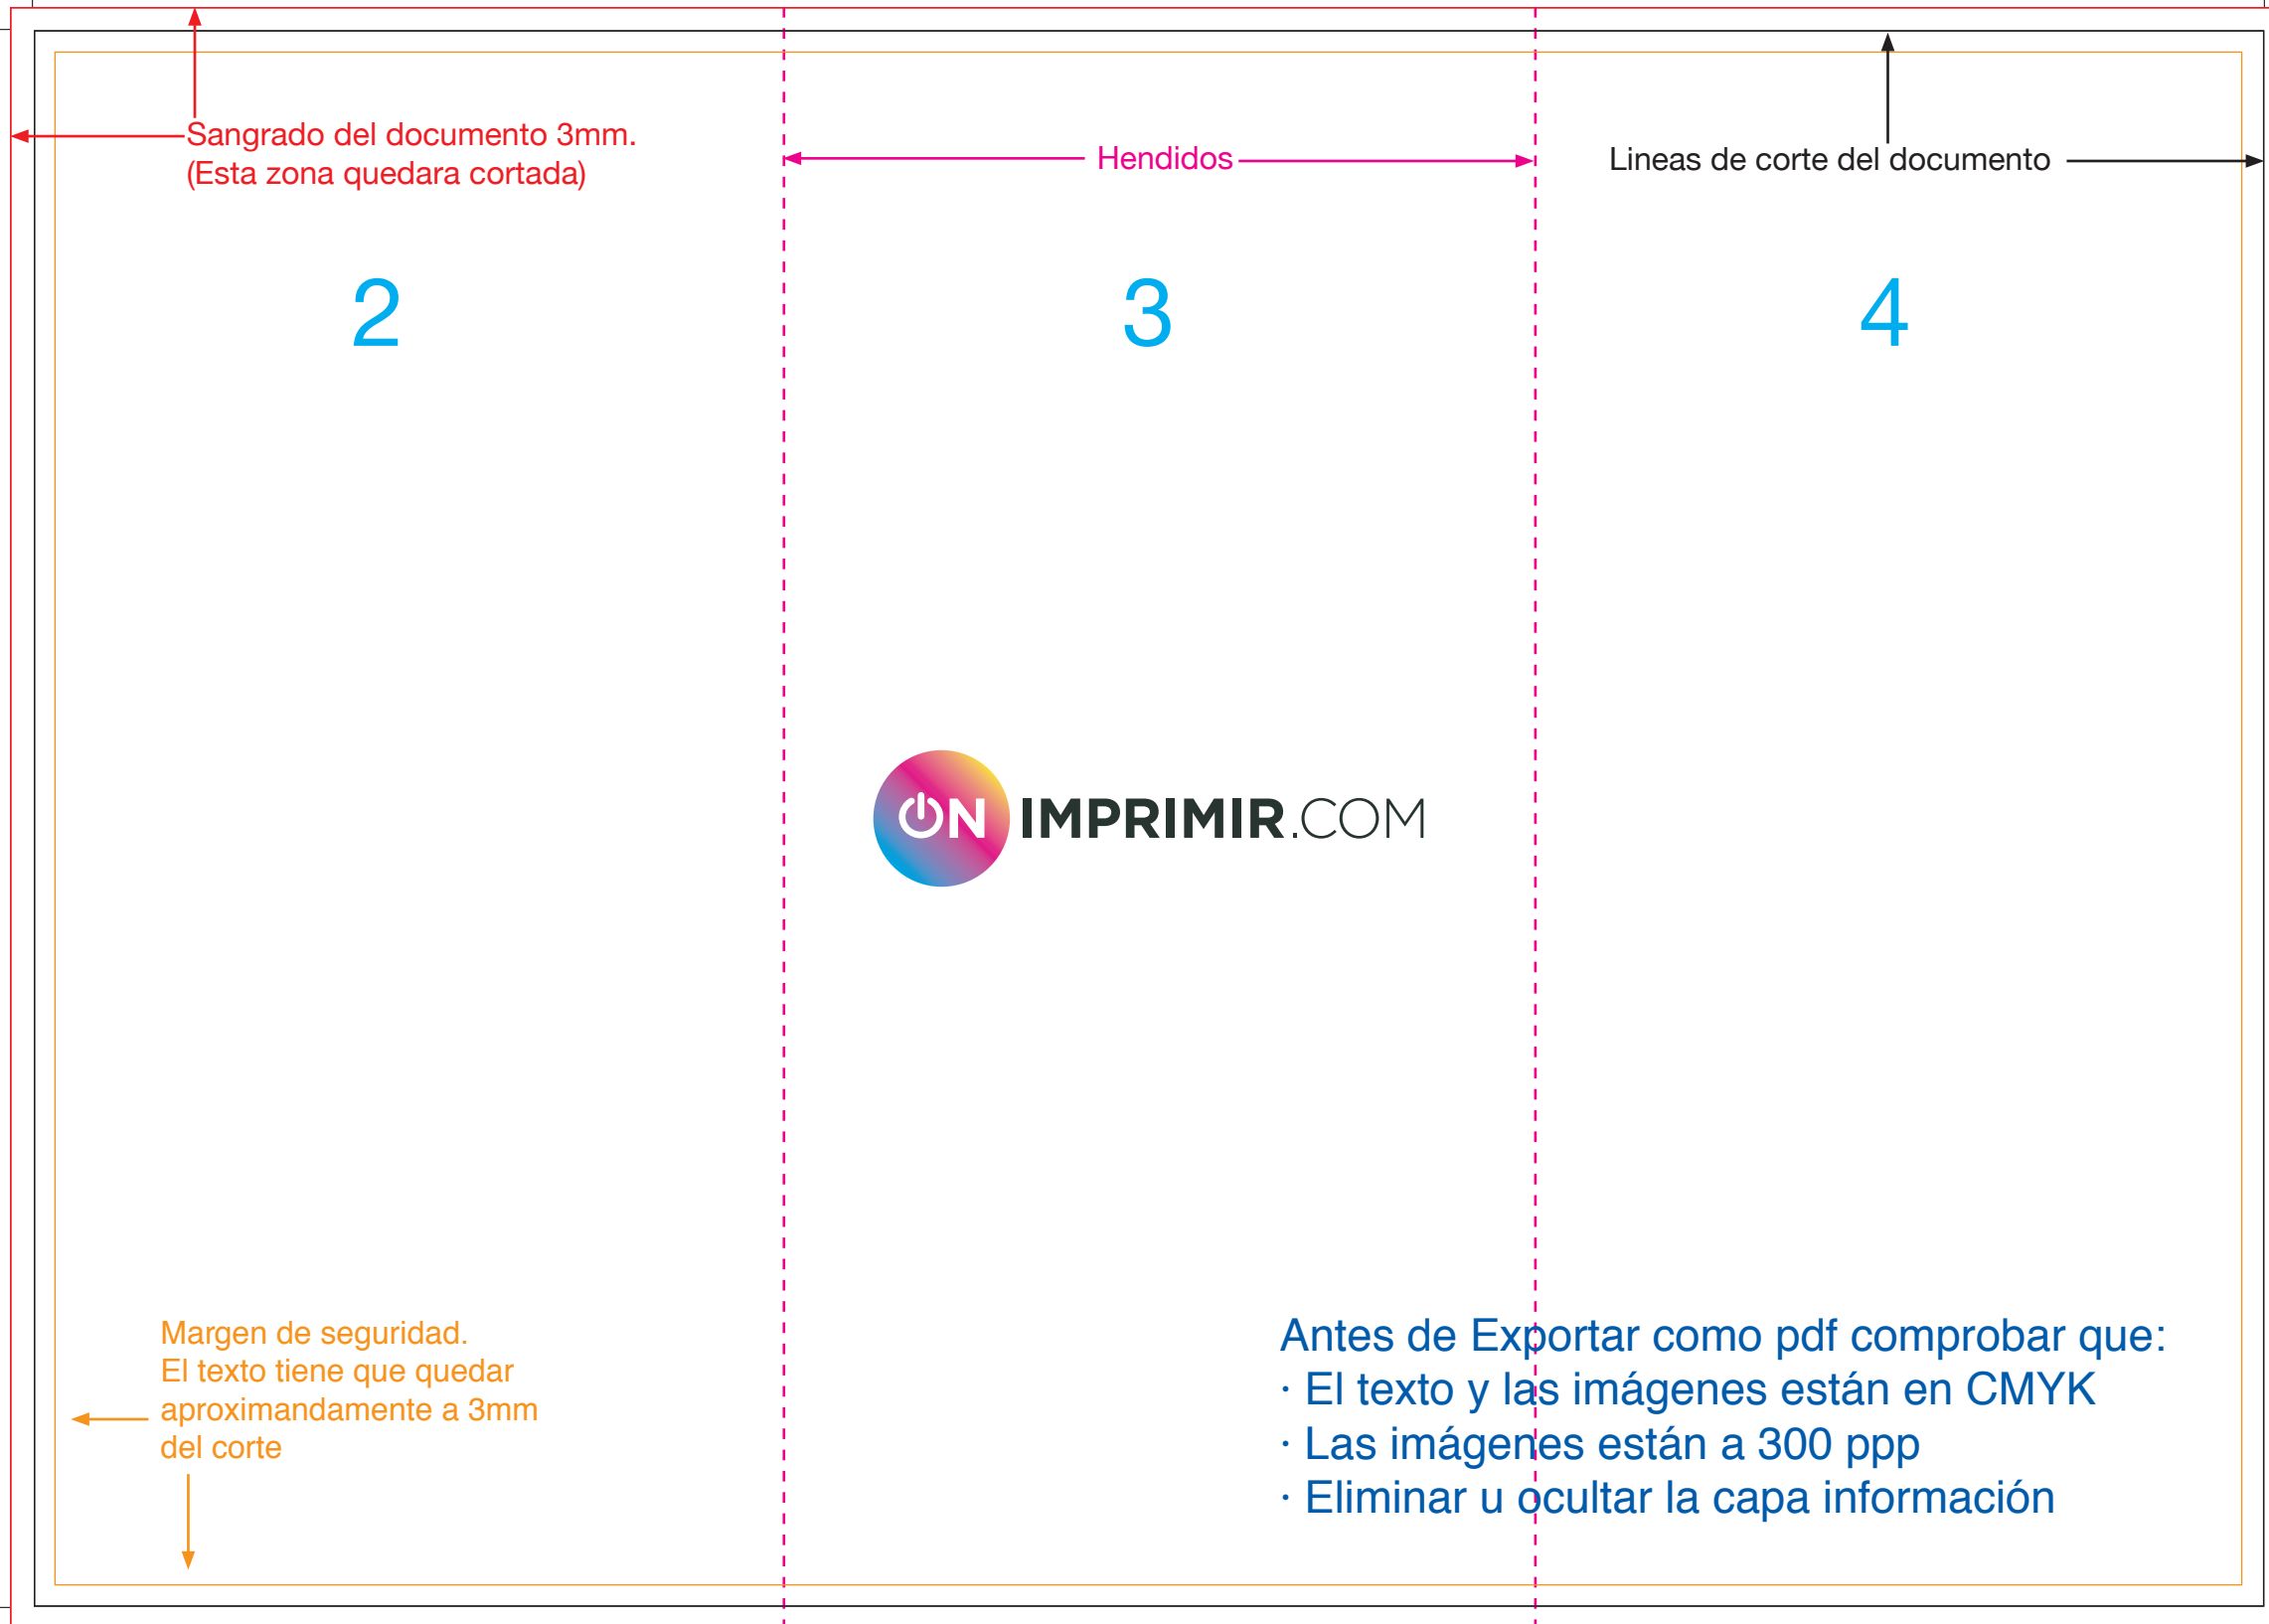 Sangrado del documento 3mm.
(Esta zona quedara cortada)
Hendidos
Lineas de corte del documento
2
3
4
ON IMPRIMIR.COM
Margen de seguridad.
El texto tiene que quedar
aproximandamente a 3mm
del corte
Antes de Exportar como pdf comprobar que:
· El texto y las imágenes están en CMYK
· Las imágenes están a 300 ppp
· Eliminar u ocultar la capa información